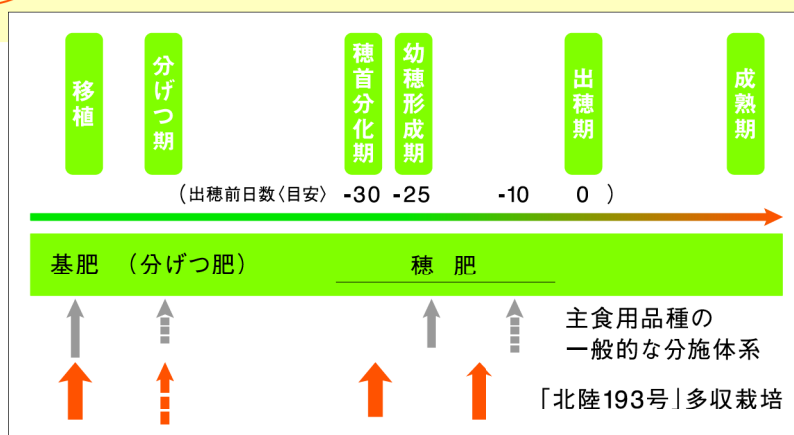 移植
分げつ期
穂首分化期
幼穂形成期
出穂期
成熟期
(出穂前日数〈目安〉 -30 -25 -10 0 )
基肥 (分げつ肥) 穂 肥
主食用品種の
一般的な分施体系
「北陸193号」多収栽培